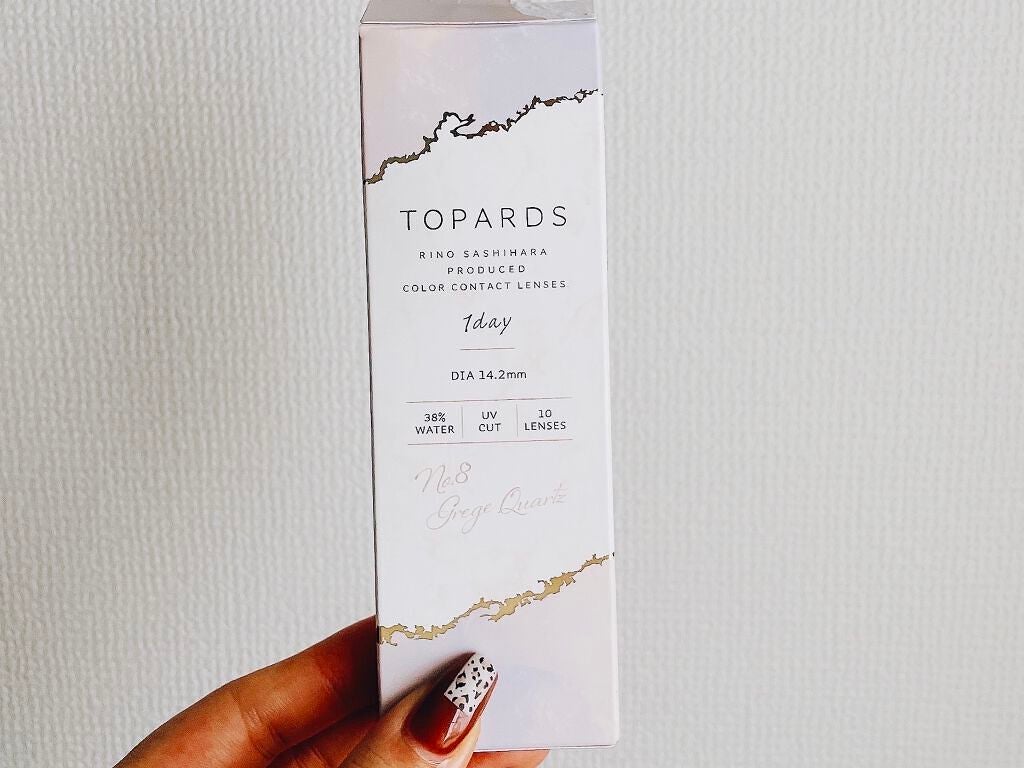 TOPARDS
RINO SASHIHARA
PRODUCED
COLOR CONTACT LENSES
1day
DIA 14.2mm
38% WATER
UV CUT
10 LENSES
No.8
Grege Quartz